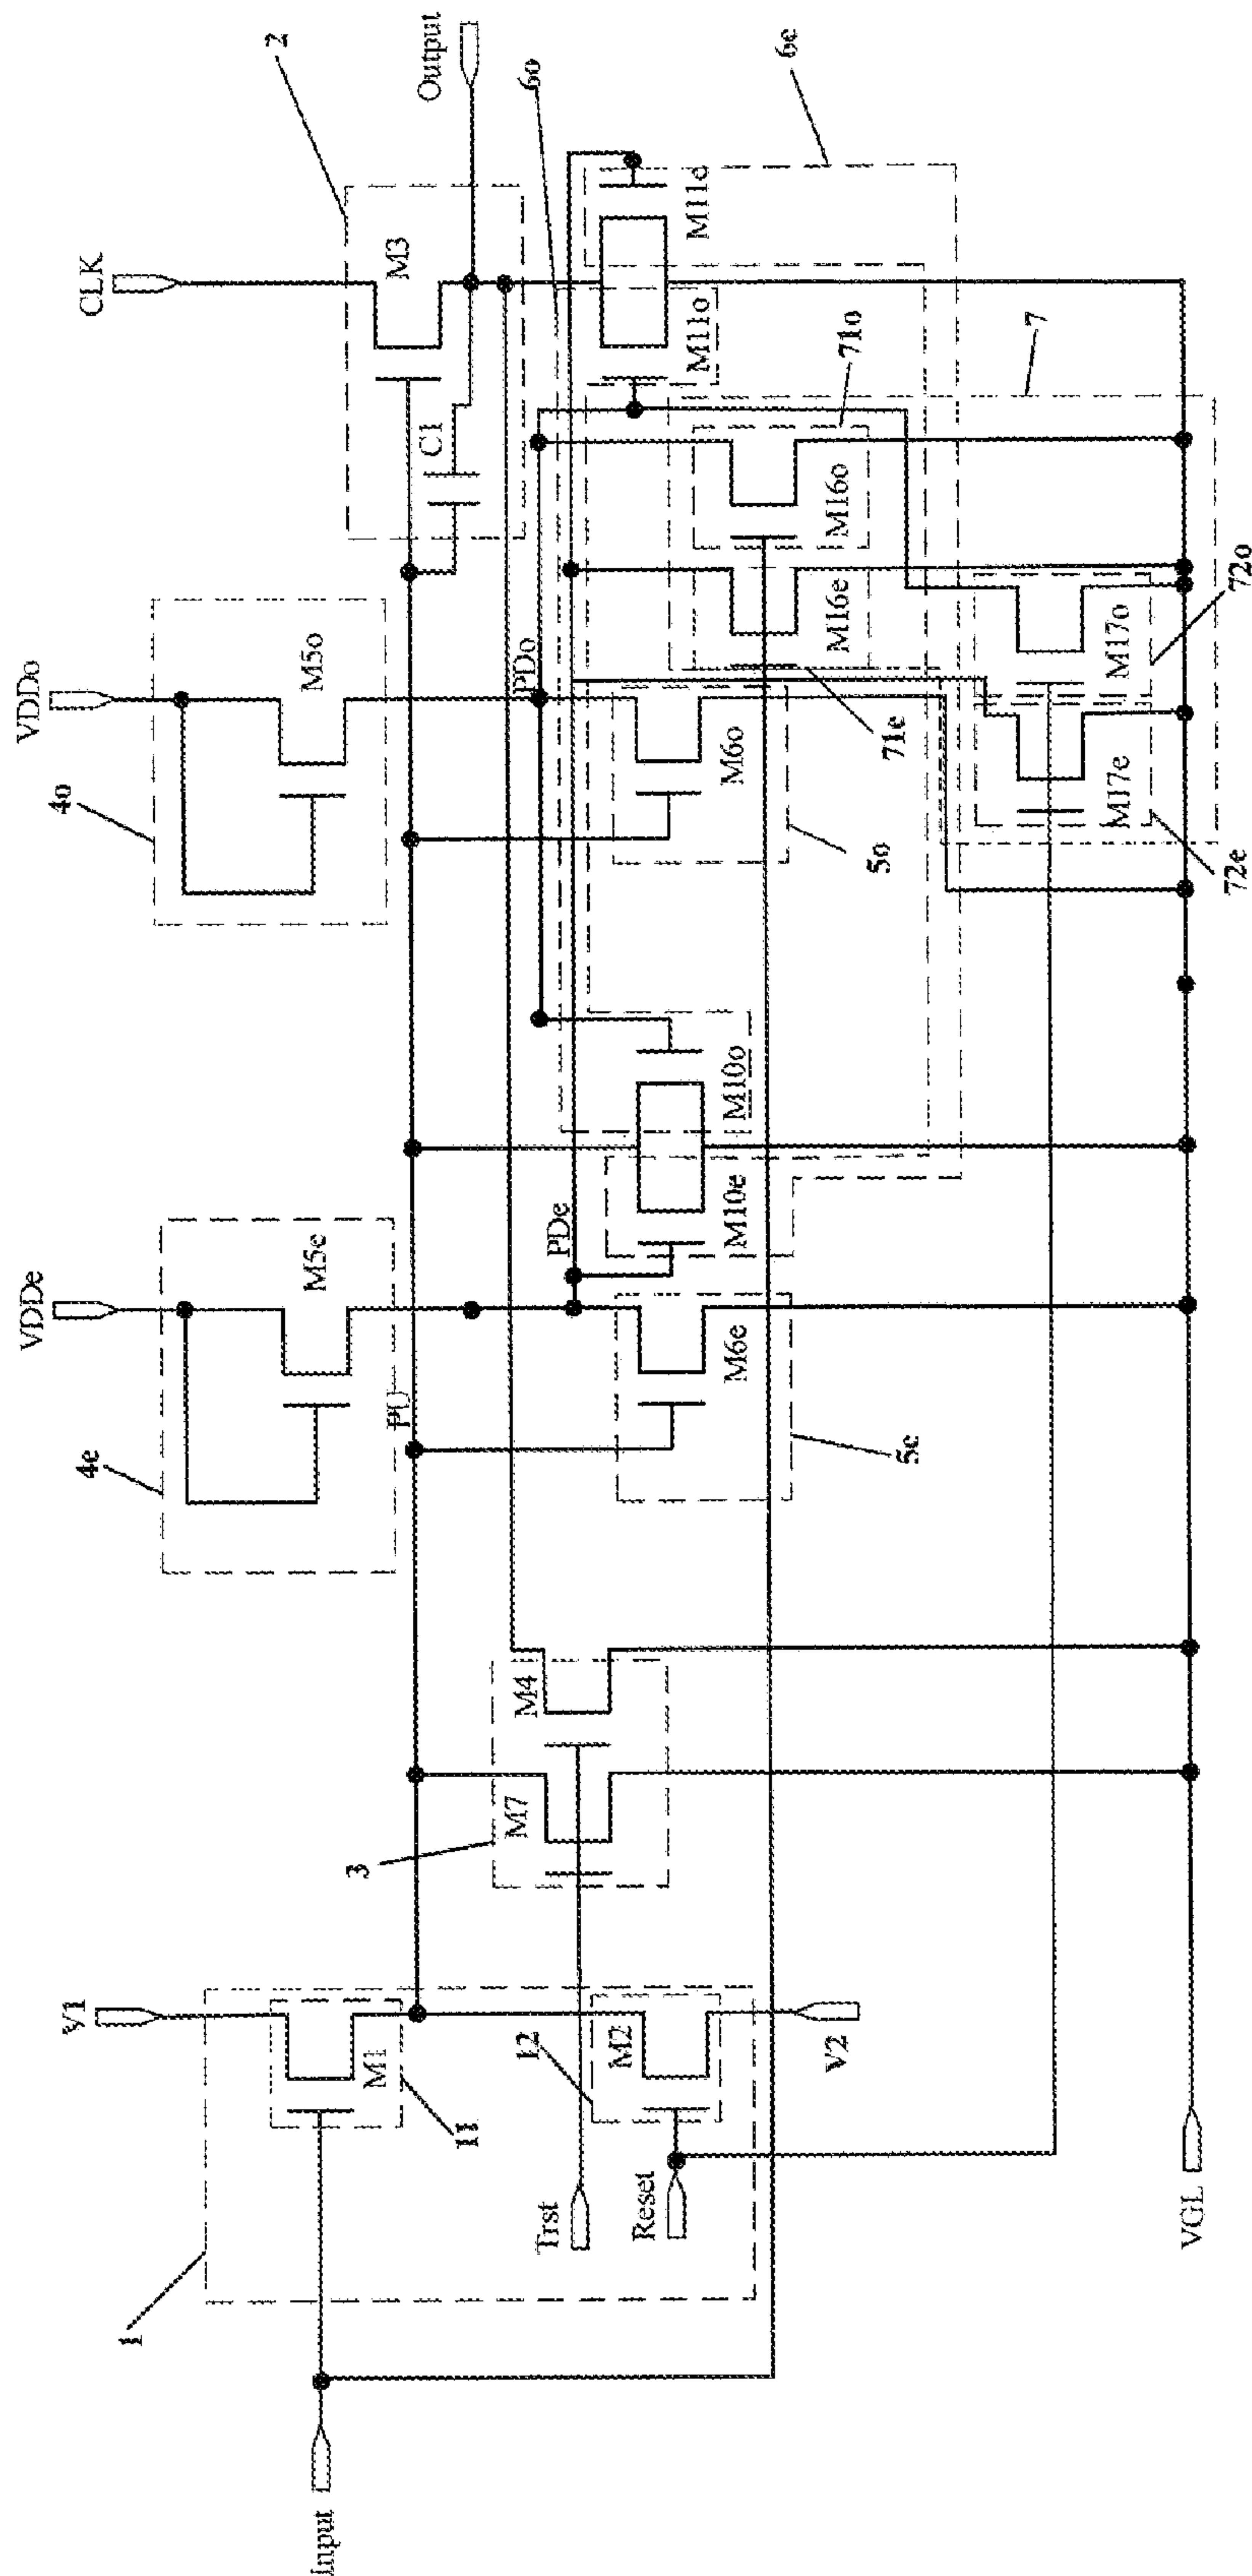 CLK
2
Output
6o
6e
M3
C1
M11e
M11o
7
71o
M16o
M16e
71e
M17o
72o
M17e
72e
VDDo
M5o
4o
PDo
M6o
5o
M10o
M10e
PDe
VDDe
M5e
4e
PU
M6e
5e
M4
M7
3
V1
M1
11
12
M2
V2
1
Trst
Reset
VGL
Input